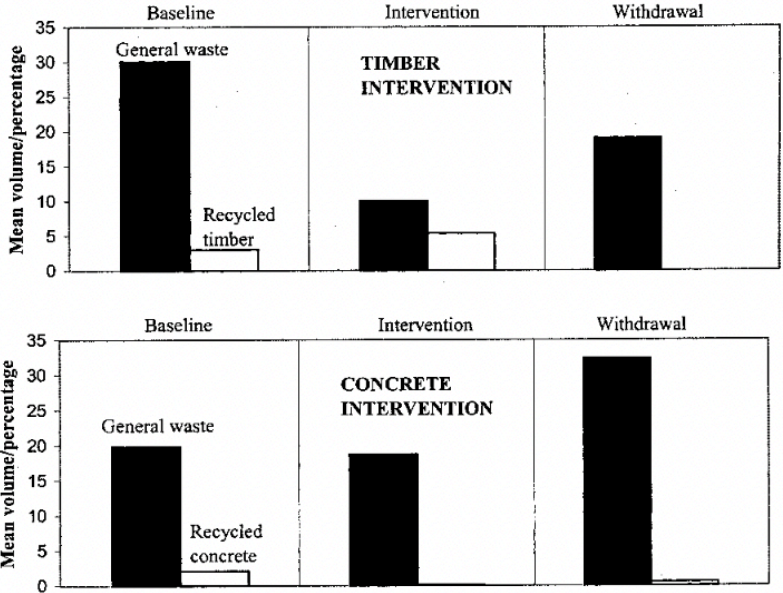 Baseline Intervention Withdrawal
Mean volume/percentage
35
30
25
20
15
10
5
0
General waste
Recycled
timber
TIMBER
INTERVENTION
Baseline Intervention Withdrawal
Mean volume/percentage
35
30
25
20
15
10
5
0
General waste
Recycled
concrete
CONCRETE
INTERVENTION